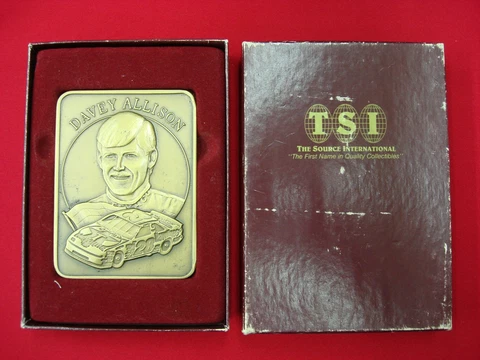 DAVEY ALLISON
28
TSI
THE SOURCE INTERNATIONAL
"The First Name in Quality Collectibles"